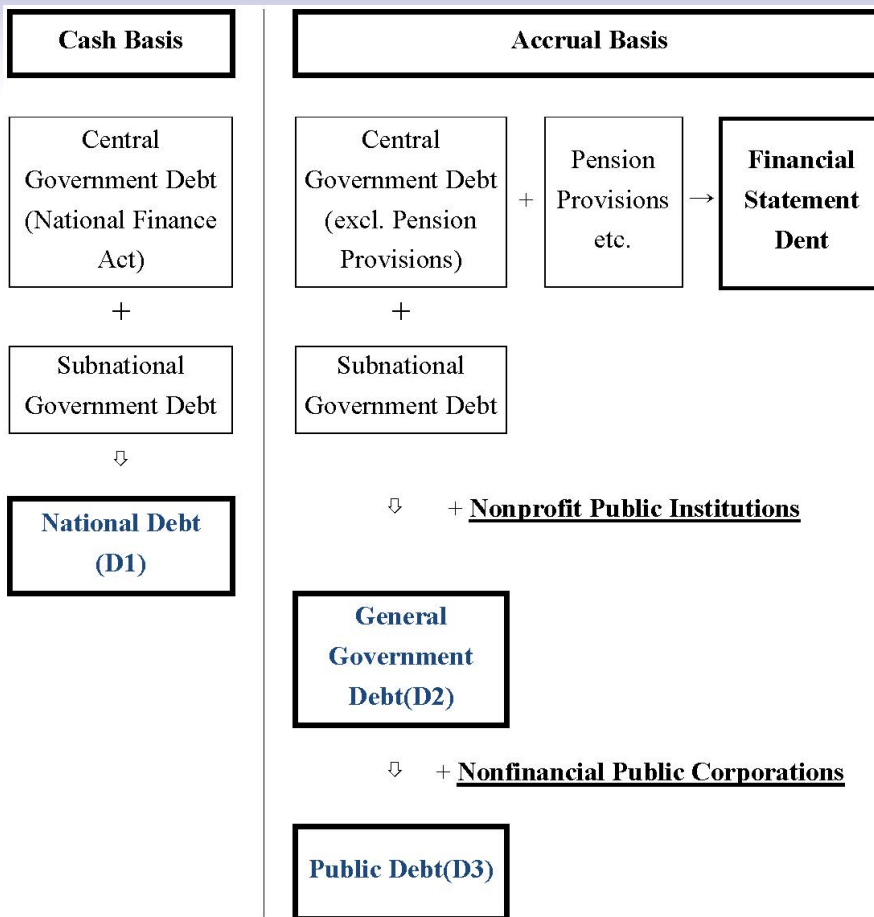 Cash Basis
Accrual Basis
Central
Government Debt
(National Finance
Act)
+
Subnational
Government Debt
⇩
National Debt
(D1)
Central
Government Debt
(excl. Pension
Provisions)
+
Pension
Provisions
etc.
→
Financial
Statement
Dent
+
Subnational
Government Debt
⇩ + Nonprofit Public Institutions
General
Government
Debt(D2)
⇩ + Nonfinancial Public Corporations
Public Debt(D3)